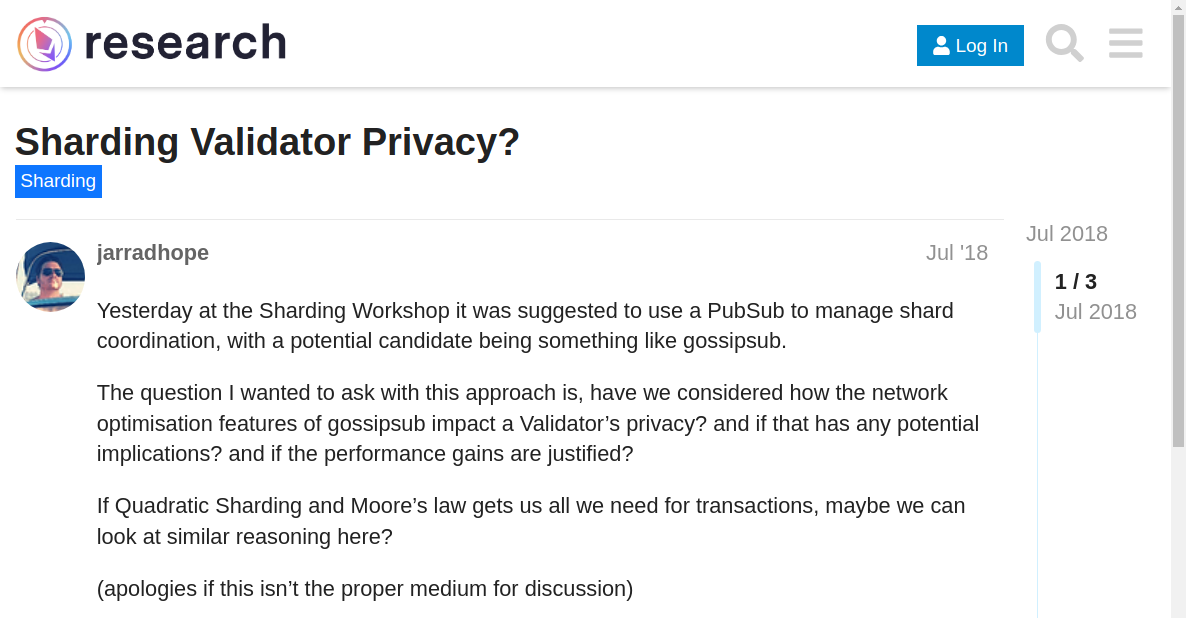 research
Log In
Sharding Validator Privacy?
Sharding
jarradhope
Jul '18
Yesterday at the Sharding Workshop it was suggested to use a PubSub to manage shard
coordination, with a potential candidate being something like gossipsub.
The question I wanted to ask with this approach is, have we considered how the network
optimisation features of gossipsub impact a Validator’s privacy? and if that has any potential
implications? and if the performance gains are justified?
If Quadratic Sharding and Moore’s law gets us all we need for transactions, maybe we can
look at similar reasoning here?
(apologies if this isn’t the proper medium for discussion)
Jul 2018
1 / 3
Jul 2018